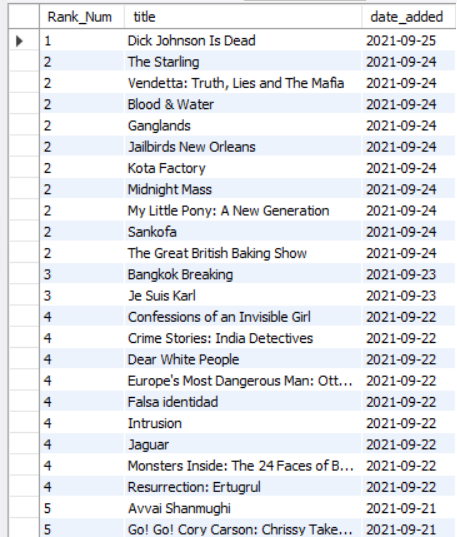 Rank_Num title date_added
1 Dick Johnson Is Dead 2021-09-25
2 The Starling 2021-09-24
2 Vendetta: Truth, Lies and The Mafia 2021-09-24
2 Blood & Water 2021-09-24
2 Ganglands 2021-09-24
2 Jailbirds New Orleans 2021-09-24
2 Kota Factory 2021-09-24
2 Midnight Mass 2021-09-24
2 My Little Pony: A New Generation 2021-09-24
2 Sankofa 2021-09-24
2 The Great British Baking Show 2021-09-24
3 Bangkok Breaking 2021-09-23
3 Je Suis Karl 2021-09-23
4 Confessions of an Invisible Girl 2021-09-22
4 Crime Stories: India Detectives 2021-09-22
4 Dear White People 2021-09-22
4 Europe's Most Dangerous Man: Ott... 2021-09-22
4 Falsa identidad 2021-09-22
4 Intrusion 2021-09-22
4 Jaguar 2021-09-22
4 Monsters Inside: The 24 Faces of B... 2021-09-22
4 Resurrection: Ertugrul 2021-09-22
5 Avvai Shanmughi 2021-09-21
5 Go! Go! Cory Carson: Chrissy Take... 2021-09-21